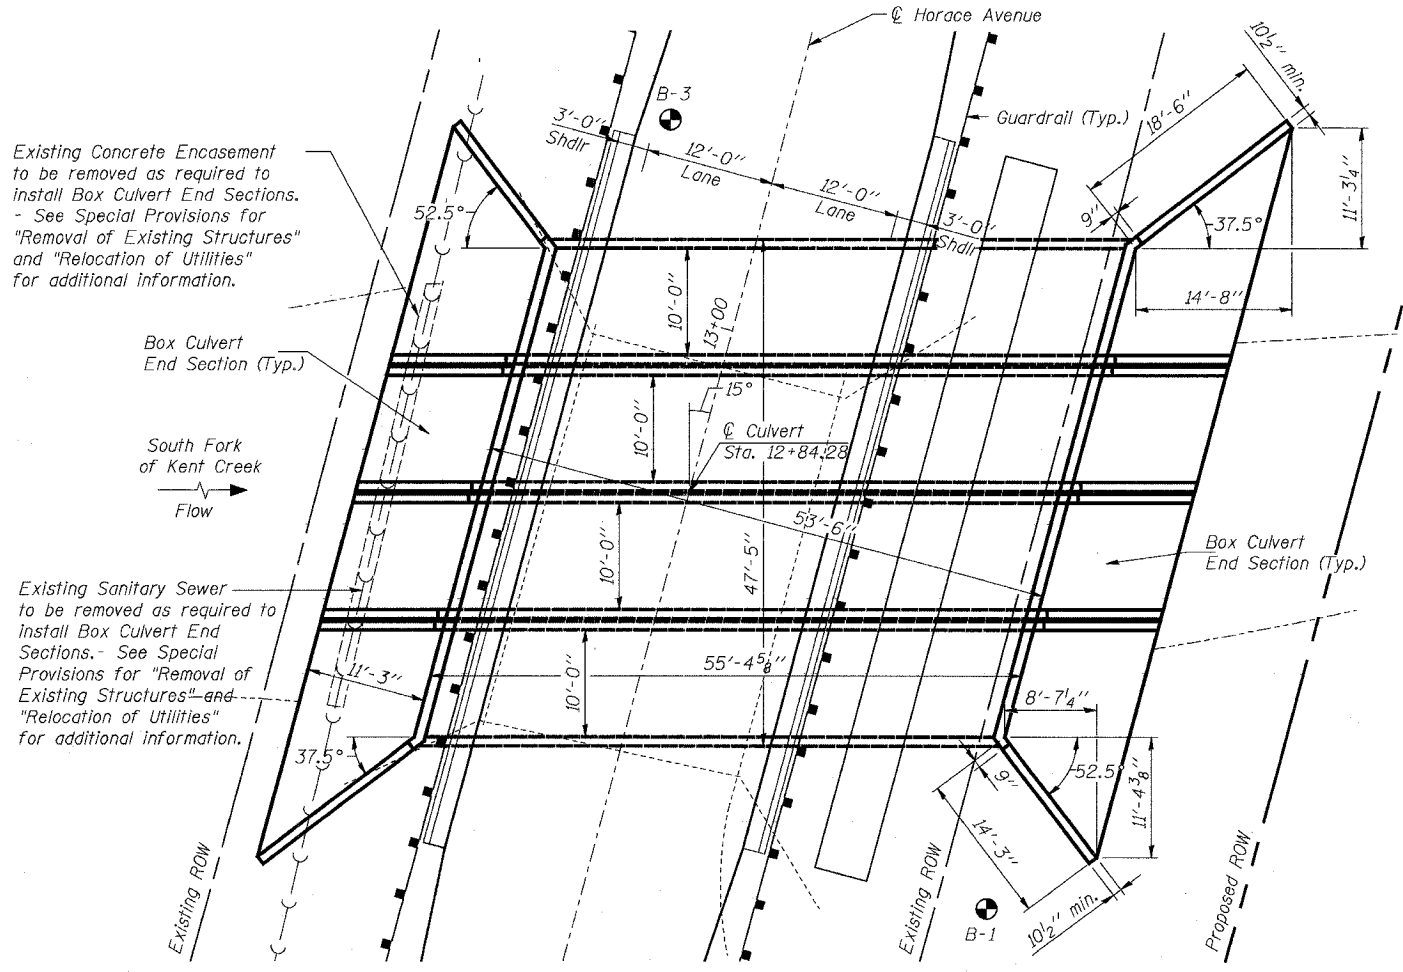 ℄ Horace Avenue
10½" min.
18'-6"
B-3
3'-0"
Shdlr
Guardrail (Typ.)
12'-0"
Lane
12'-0"
Lane
3'-0"
Shdlr
9"
11'-3¼"
37.5°
14'-8"
Existing Concrete Encasement
to be removed as required to
install Box Culvert End Sections.
- See Special Provisions for
"Removal of Existing Structures"
and "Relocation of Utilities"
for additional information.
52.5°
10'-0"
13+00
Box Culvert
End Section (Typ.)
15°
10'-0"
℄ Culvert
Sta. 12+84.28
South Fork
of Kent Creek
Flow
53'-6"
10'-0"
47'-5"
Box Culvert
End Section (Typ.)
Existing Sanitary Sewer
to be removed as required to
install Box Culvert End
Sections.- See Special
Provisions for "Removal of
Existing Structures" and
"Relocation of Utilities"
for additional information.
11'-3"
55'-4⅝"
10'-0"
8'-7¼"
37.5°
9"
52.5°
11'-4⅜"
14'-3"
10½" min.
Existing ROW
Existing ROW
Proposed ROW
B-1